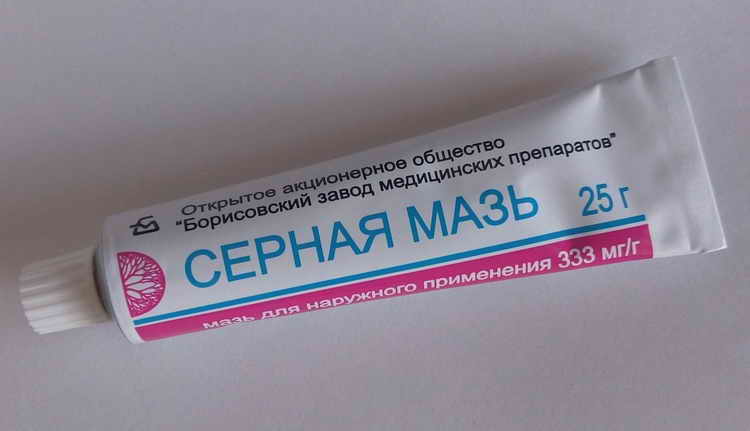 Открытое акционерное общество
"Борисовский завод медицинских препаратов"
СЕРНАЯ МАЗЬ 25 г
мазь для наружного применения 333 мг/г